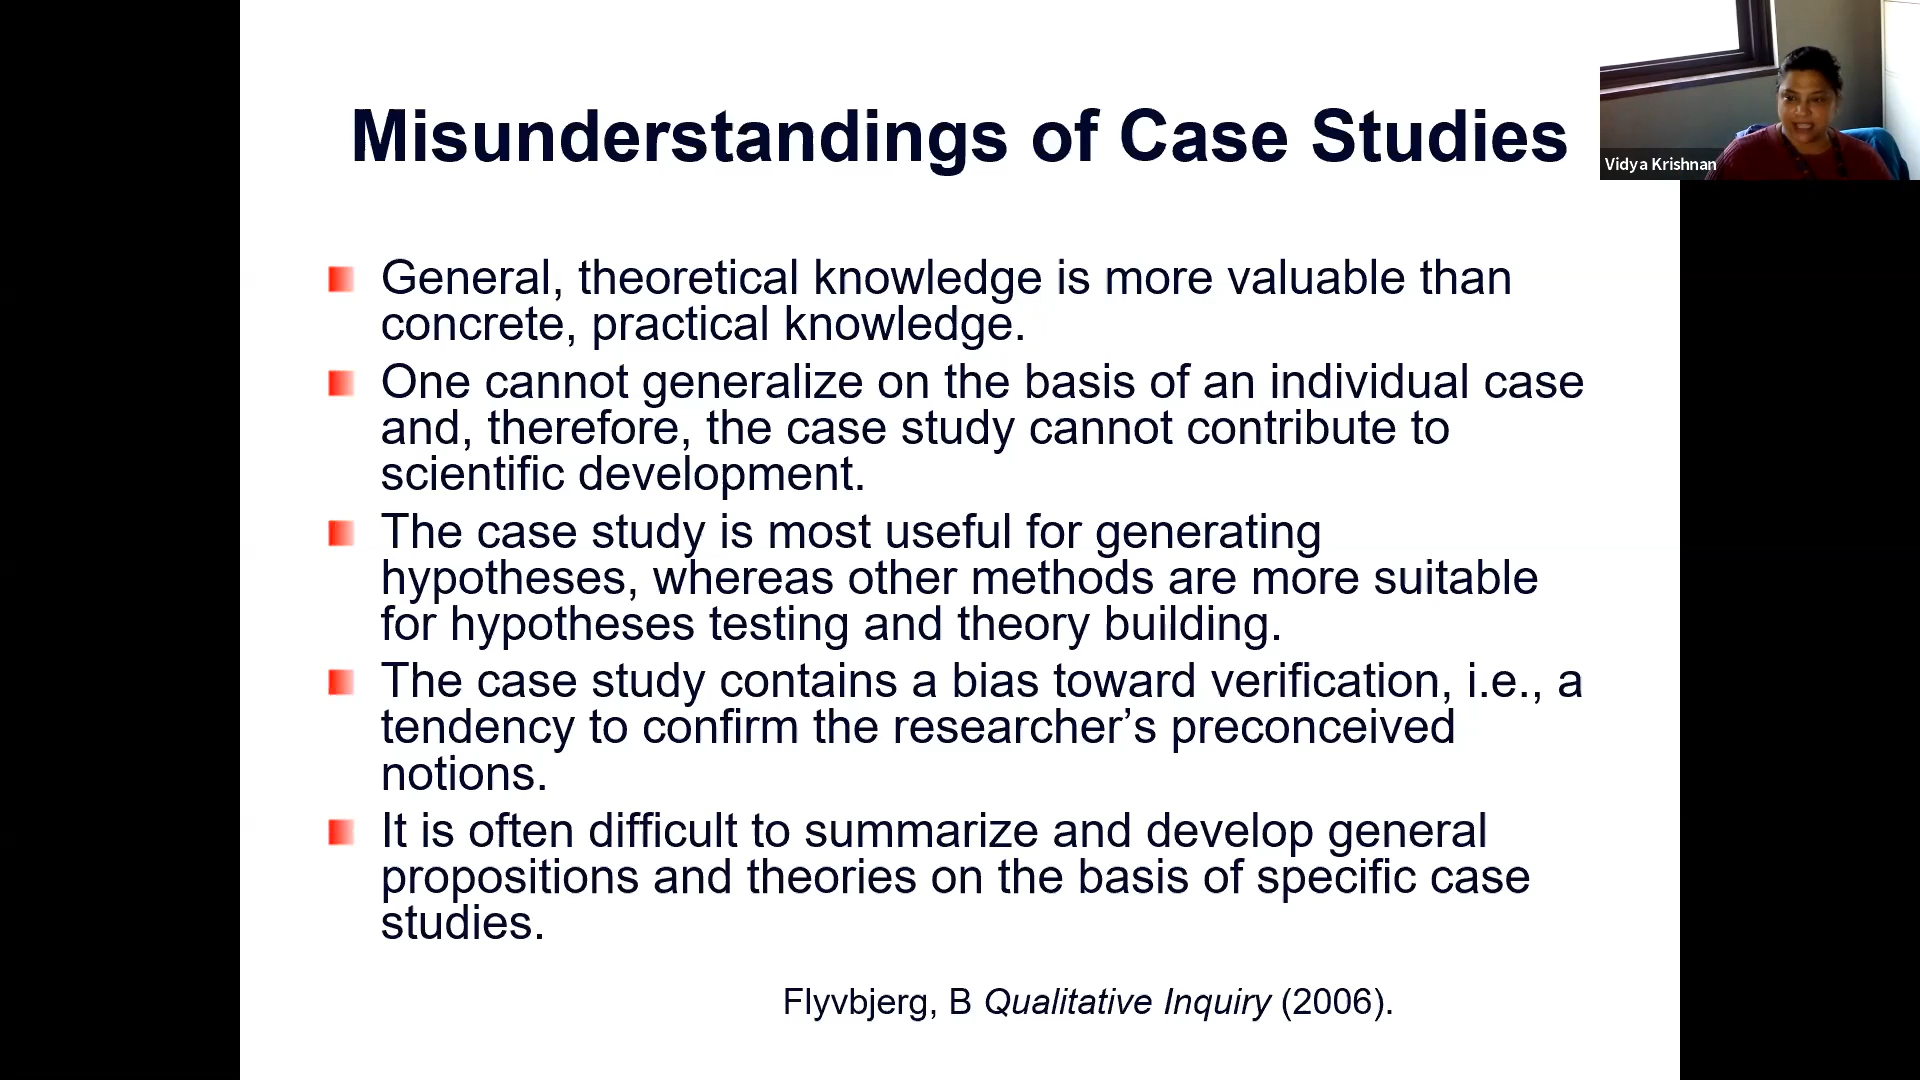 Misunderstandings of Case Studies
Vidya Krishnan
General, theoretical knowledge is more valuable than
concrete, practical knowledge.
One cannot generalize on the basis of an individual case
and, therefore, the case study cannot contribute to
scientific development.
The case study is most useful for generating
hypotheses, whereas other methods are more suitable
for hypotheses testing and theory building.
The case study contains a bias toward verification, i.e., a
tendency to confirm the researcher’s preconceived
notions.
It is often difficult to summarize and develop general
propositions and theories on the basis of specific case
studies.
Flyvbjerg, B Qualitative Inquiry (2006).